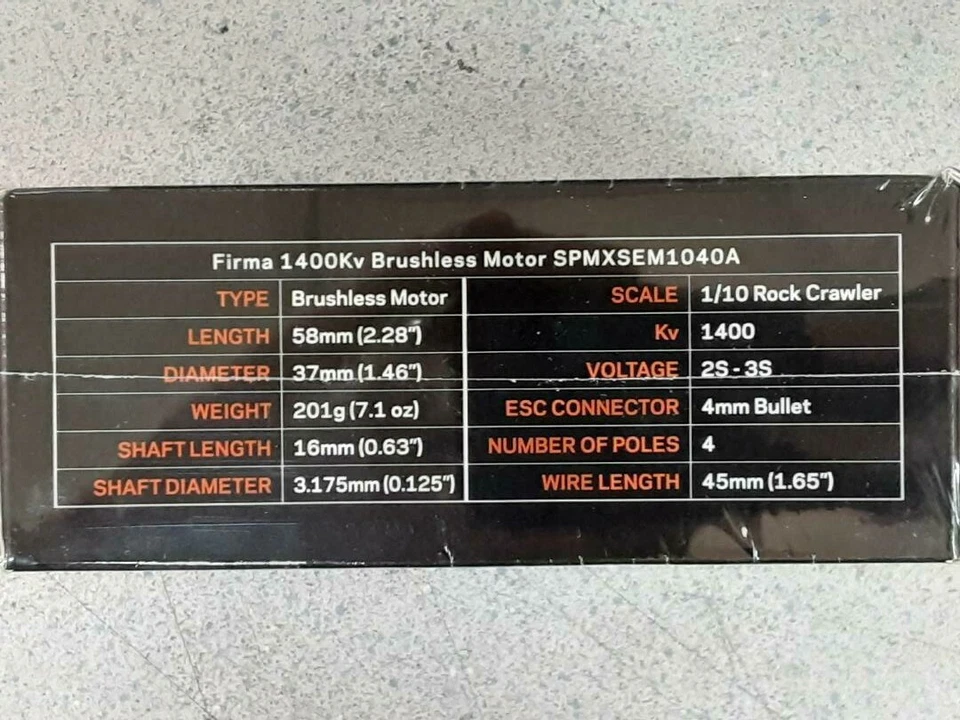 Firma 1400Kv Brushless Motor SPMXSEM1040A
TYPE Brushless Motor SCALE 1/10 Rock Crawler
LENGTH 58mm (2.28") Kv 1400
DIAMETER 37mm (1.46") VOLTAGE 2S - 3S
WEIGHT 201g (7.1 oz) ESC CONNECTOR 4mm Bullet
SHAFT LENGTH 16mm (0.63") NUMBER OF POLES 4
SHAFT DIAMETER 3.175mm (0.125") WIRE LENGTH 45mm (1.65")